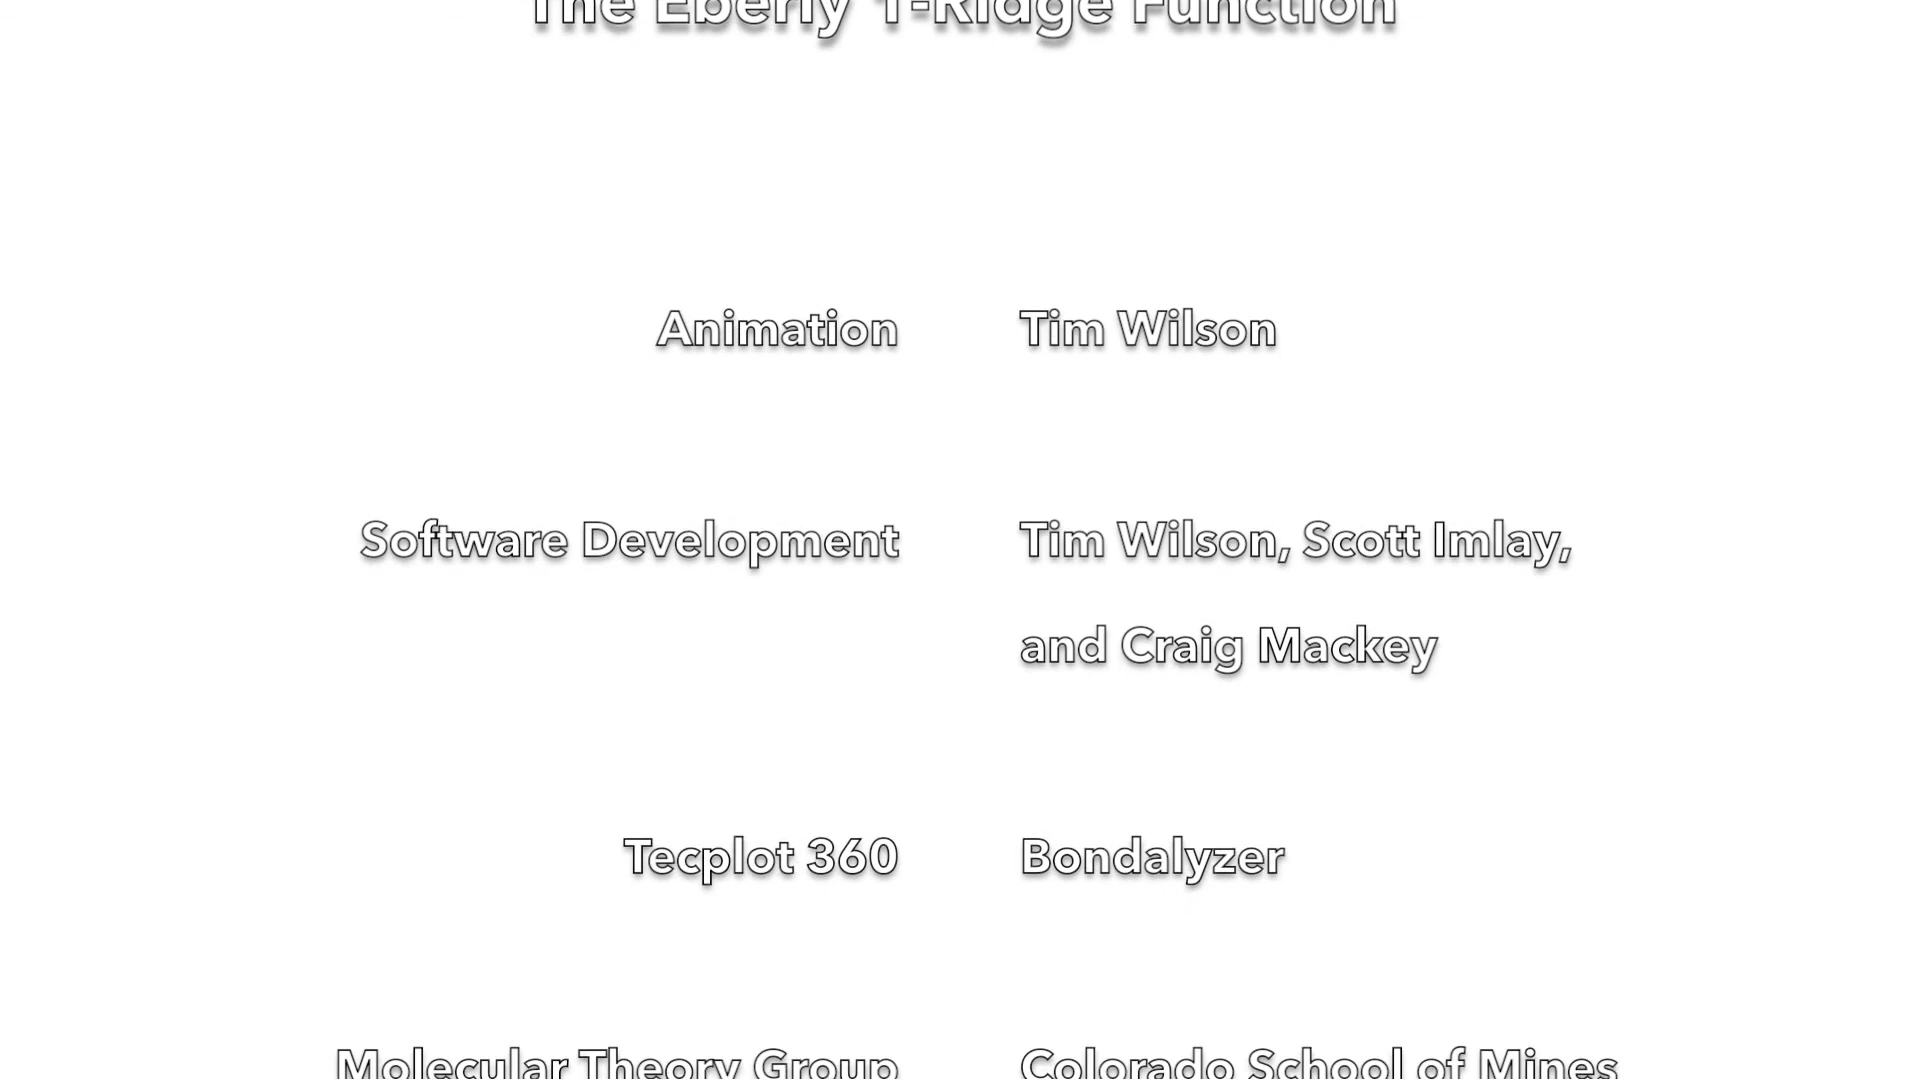 The Eberly 1-Ridge Function
Animation Tim Wilson
Software Development Tim Wilson, Scott Imlay,
and Craig Mackey
Tecplot 360 Bondalyzer
Molecular Theory Group Colorado School of Mines